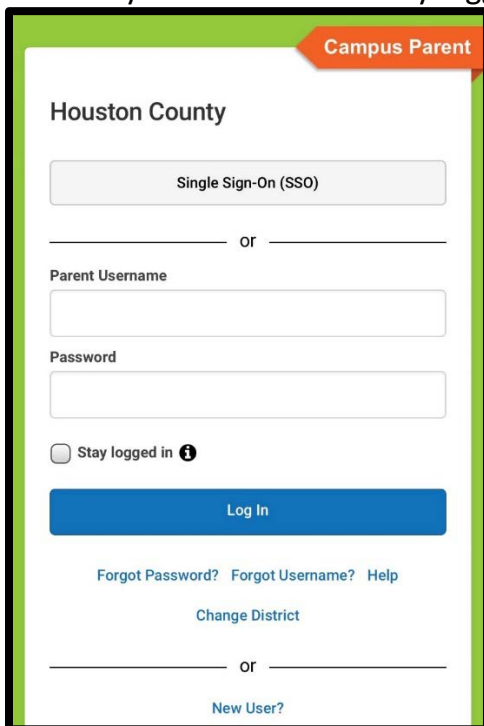 Campus Parent
Houston County
Single Sign-On (SSO)
or
Parent Username
Password
Stay logged in
Log In
Forgot Password? Forgot Username? Help
Change District
or
New User?